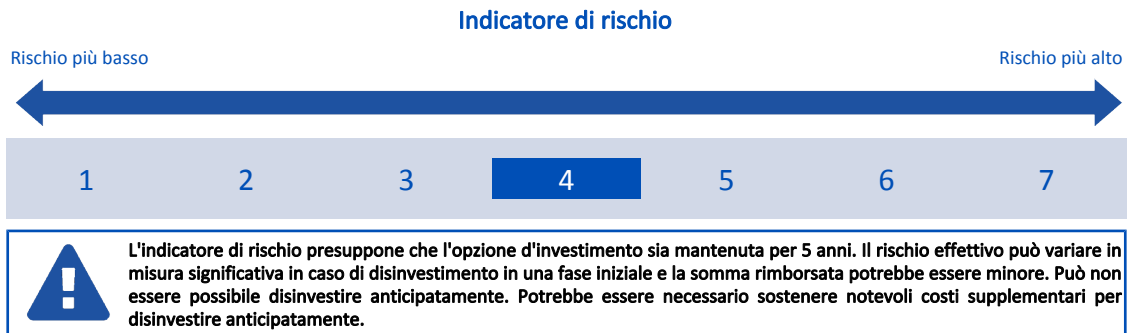 Indicatore di rischio
Rischio più basso
Rischio più alto
1 2 3 4 5 6 7
L'indicatore di rischio presuppone che l'opzione d'investimento sia mantenuta per 5 anni. Il rischio effettivo può variare in
misura significativa in caso di disinvestimento in una fase iniziale e la somma rimborsata potrebbe essere minore. Può non
essere possibile disinvestire anticipatamente. Potrebbe essere necessario sostenere notevoli costi supplementari per
disinvestire anticipatamente.